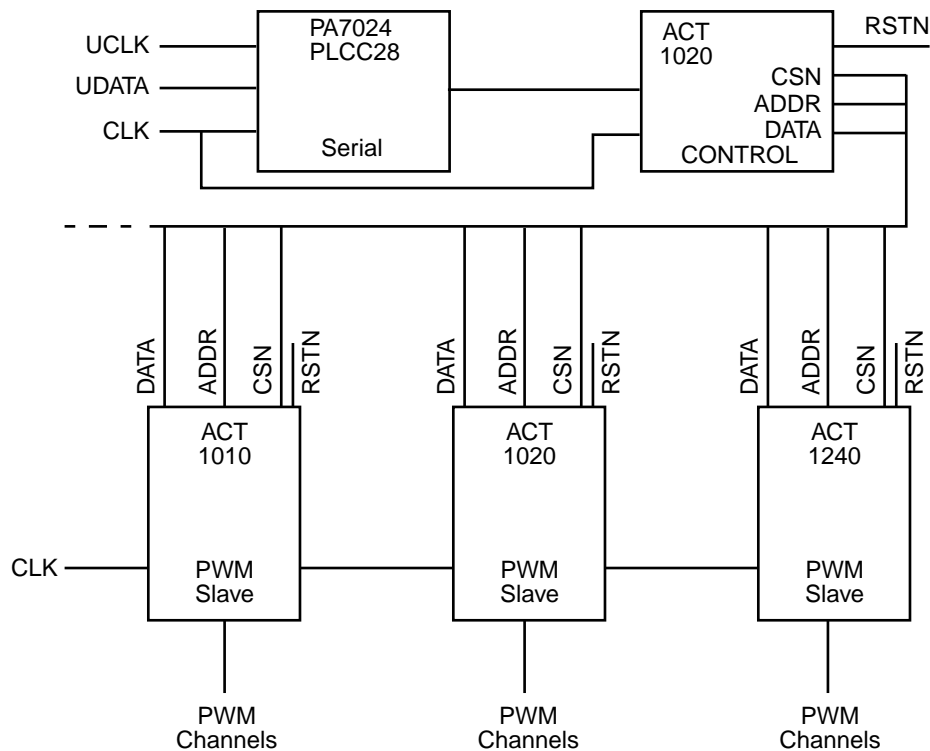 PA7024
PLCC28
Serial
UCLK
UDATA
CLK
ACT
1020
CSN
ADDR
DATA
CONTROL
RSTN
DATA
ADDR
CSN
RSTN
DATA
ADDR
CSN
RSTN
DATA
ADDR
CSN
RSTN
ACT
1010
ACT
1020
ACT
1240
CLK
PWM
Slave
PWM
Slave
PWM
Slave
PWM
Channels
PWM
Channels
PWM
Channels